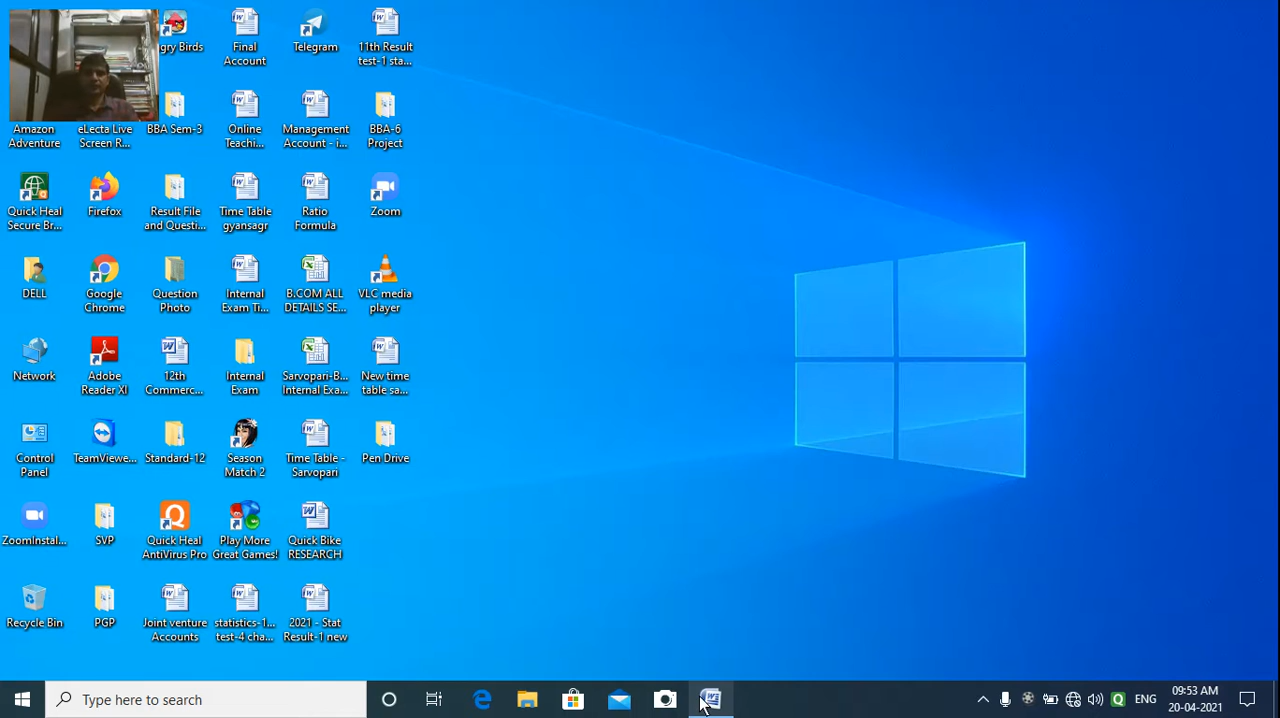 gry Birds
Final
Account
Telegram
11th Result
test-1 sta...
Amazon
Adventure
eLecta Live
Screen R...
BBA Sem-3
Online
Teachi...
Management
Account - i...
BBA-6
Project
Quick Heal
Secure Br...
Firefox
Result File
and Questi...
Time Table
gyansagr
Ratio
Formula
Zoom
DELL
Google
Chrome
Question
Photo
Internal
Exam Ti...
B.COM ALL
DETAILS SE...
VLC media
player
Network
Adobe
Reader XI
12th
Commerc...
Internal
Exam
Sarvopari-B...
Internal Exa...
New time
table sa...
Control
Panel
TeamViewe...
Standard-12
Season
Match 2
Time Table -
Sarvopari
Pen Drive
ZoomInstal...
SVP
Quick Heal
AntiVirus Pro
Play More
Great Games!
Quick Bike
RESEARCH
Recycle Bin
PGP
Joint venture
Accounts
statistics-1...
test-4 cha...
2021 - Stat
Result-1 new
Type here to search
ENG
09:53 AM
20-04-2021